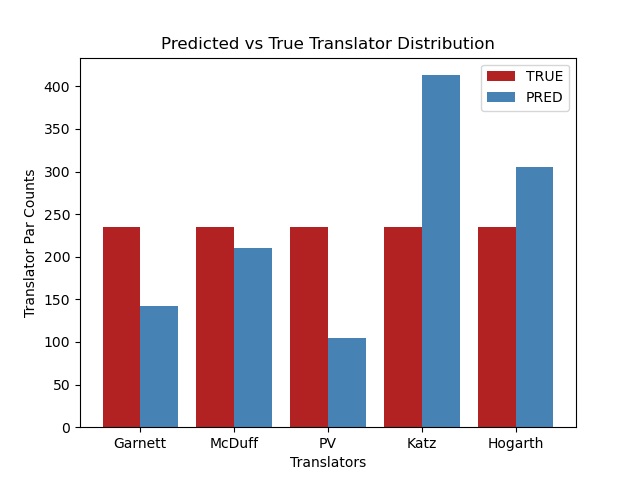 Predicted vs True Translator Distribution
TRUE
PRED
Translator Par Counts
400
350
300
250
200
150
100
50
0
Garnett McDuff PV Katz Hogarth
Translators